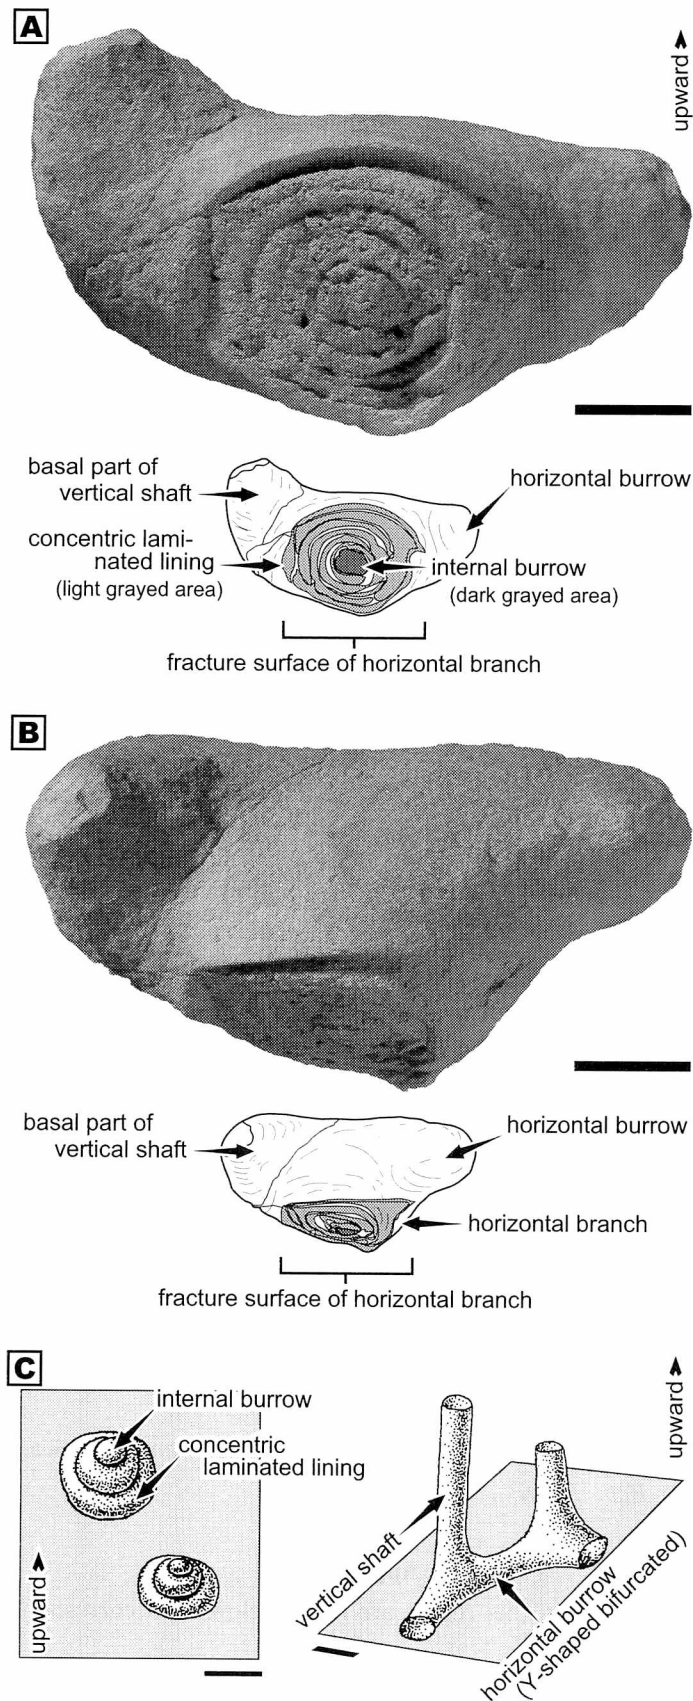 A
upward
basal part of
vertical shaft
horizontal burrow
concentric lami-
nated lining
(light grayed area)
internal burrow
(dark grayed area)
fracture surface of horizontal branch
B
basal part of
vertical shaft
horizontal burrow
horizontal branch
fracture surface of horizontal branch
C
internal burrow
concentric
laminated lining
upward
upward
vertical shaft
horizontal burrow
(Y-shaped bifurcated)